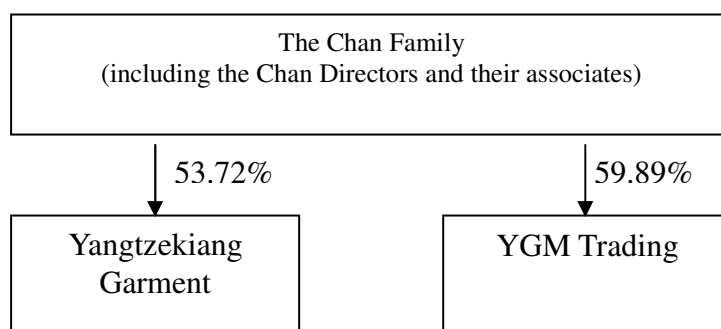 The Chan Family
(including the Chan Directors and their associates)
53.72%
59.89%
Yangtzekiang
Garment
YGM Trading